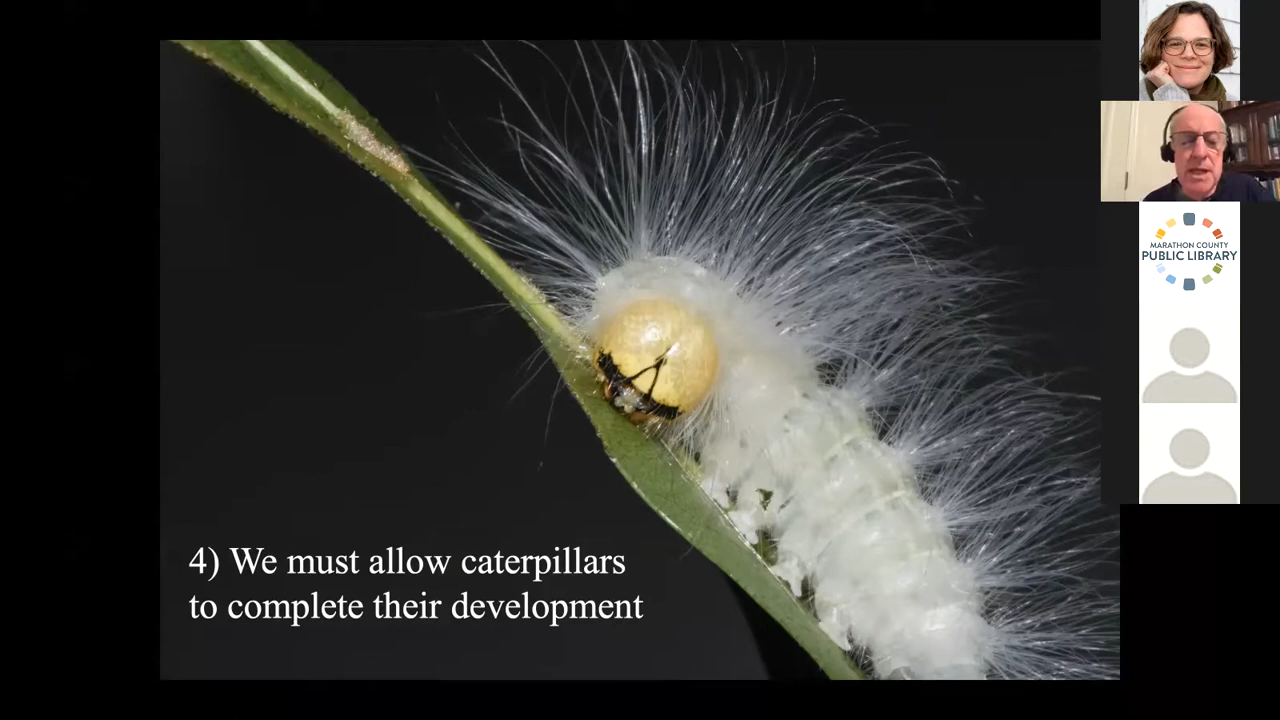 MARATHON COUNTY
PUBLIC LIBRARY
4) We must allow caterpillars
to complete their development